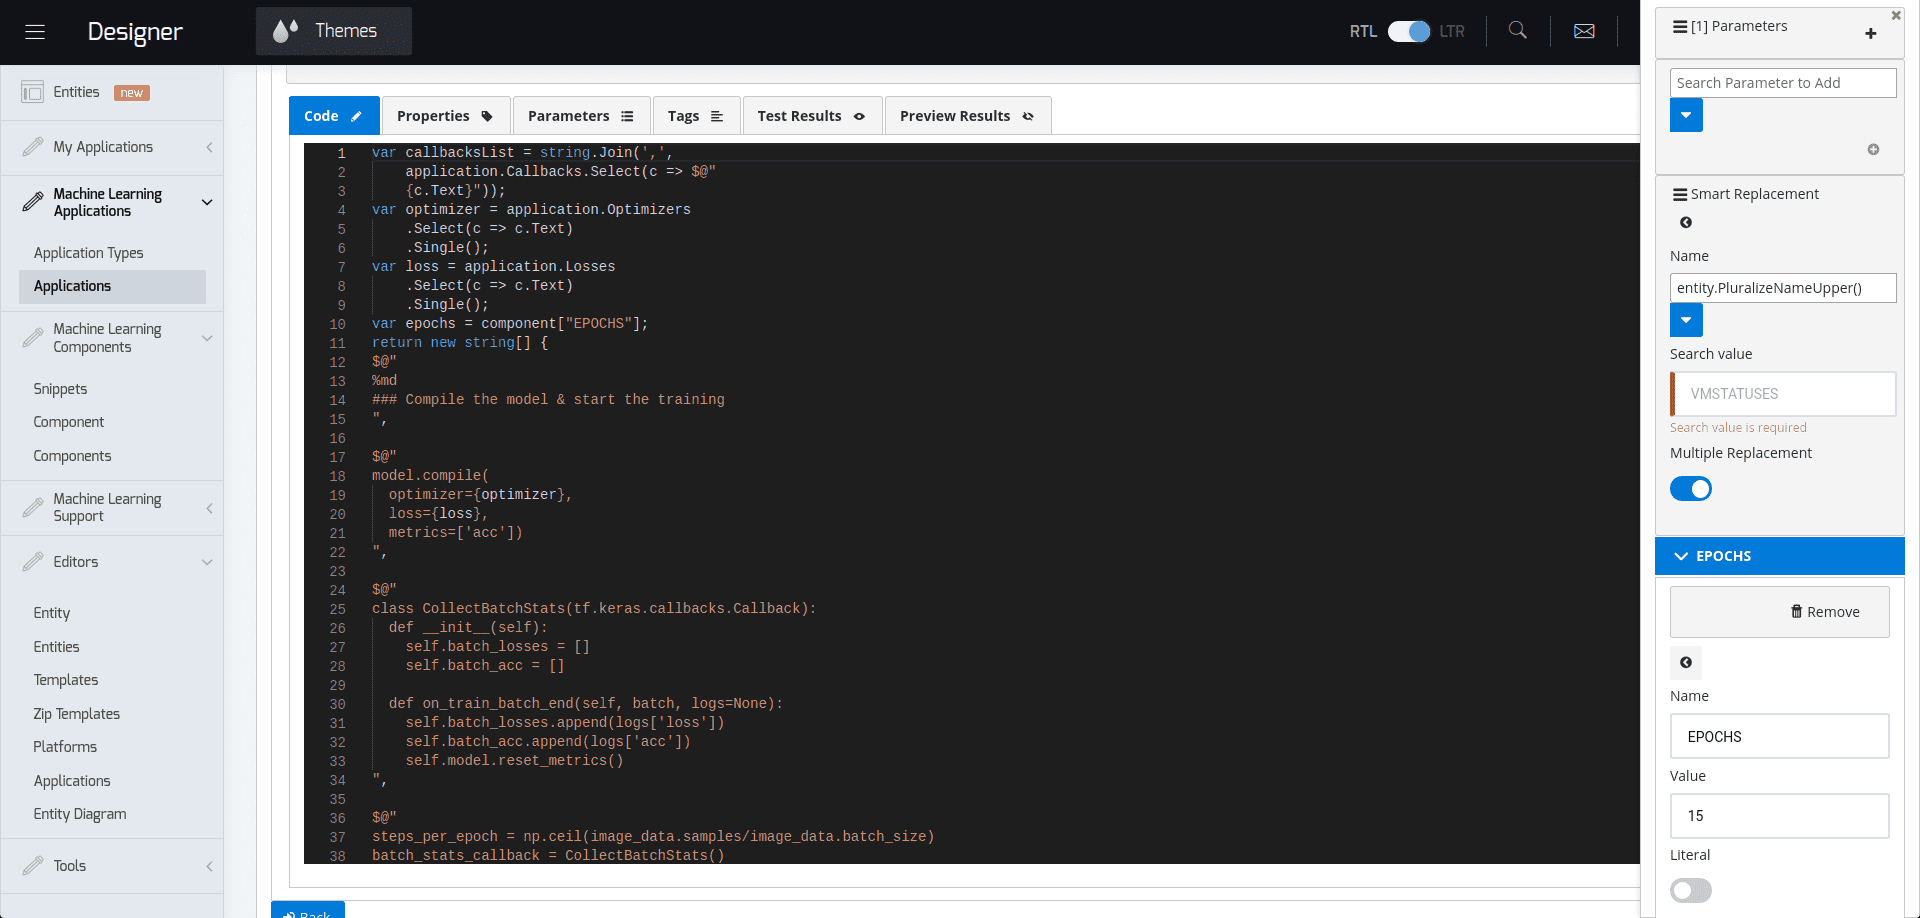 Designer
Themes
RTL LTR
Entities new
My Applications
Machine Learning
Applications
Application Types
Applications
Machine Learning
Components
Snippets
Component
Components
Machine Learning
Support
Editors
Entity
Entities
Templates
Zip Templates
Platforms
Applications
Entity Diagram
Tools
Code
Properties
Parameters
Tags
Test Results
Preview Results
1 var callbacksList = string.Join(',',
2 application.Callbacks.Select(c => $@"
3 {c.Text}"));
4 var optimizer = application.Optimizers
5 .Select(c => c.Text)
6 .Single();
7 var loss = application.Losses
8 .Select(c => c.Text)
9 .Single();
10 var epochs = component["EPOCHS"];
11 return new string[] {
12 $@"
13 %md
14 ### Compile the model & start the training
15 ",
16
17 $@"
18 model.compile(
19 optimizer={optimizer},
20 loss={loss},
21 metrics=['acc'])
22 ",
23
24 $@"
25 class CollectBatchStats(tf.keras.callbacks.Callback):
26 def __init__(self):
27 self.batch_losses = []
28 self.batch_acc = []
29
30 def on_train_batch_end(self, batch, logs=None):
31 self.batch_losses.append(logs['loss'])
32 self.batch_acc.append(logs['acc'])
33 self.model.reset_metrics()
34 ",
35
36 $@"
37 steps_per_epoch = np.ceil(image_data.samples/image_data.batch_size)
38 batch_stats_callback = CollectBatchStats()
Back
[1] Parameters
Search Parameter to Add
Smart Replacement
Name
entity.PluralizeNameUpper()
Search value
VMSTATUSES
Search value is required
Multiple Replacement
EPOCHS
Remove
Name
EPOCHS
Value
15
Literal